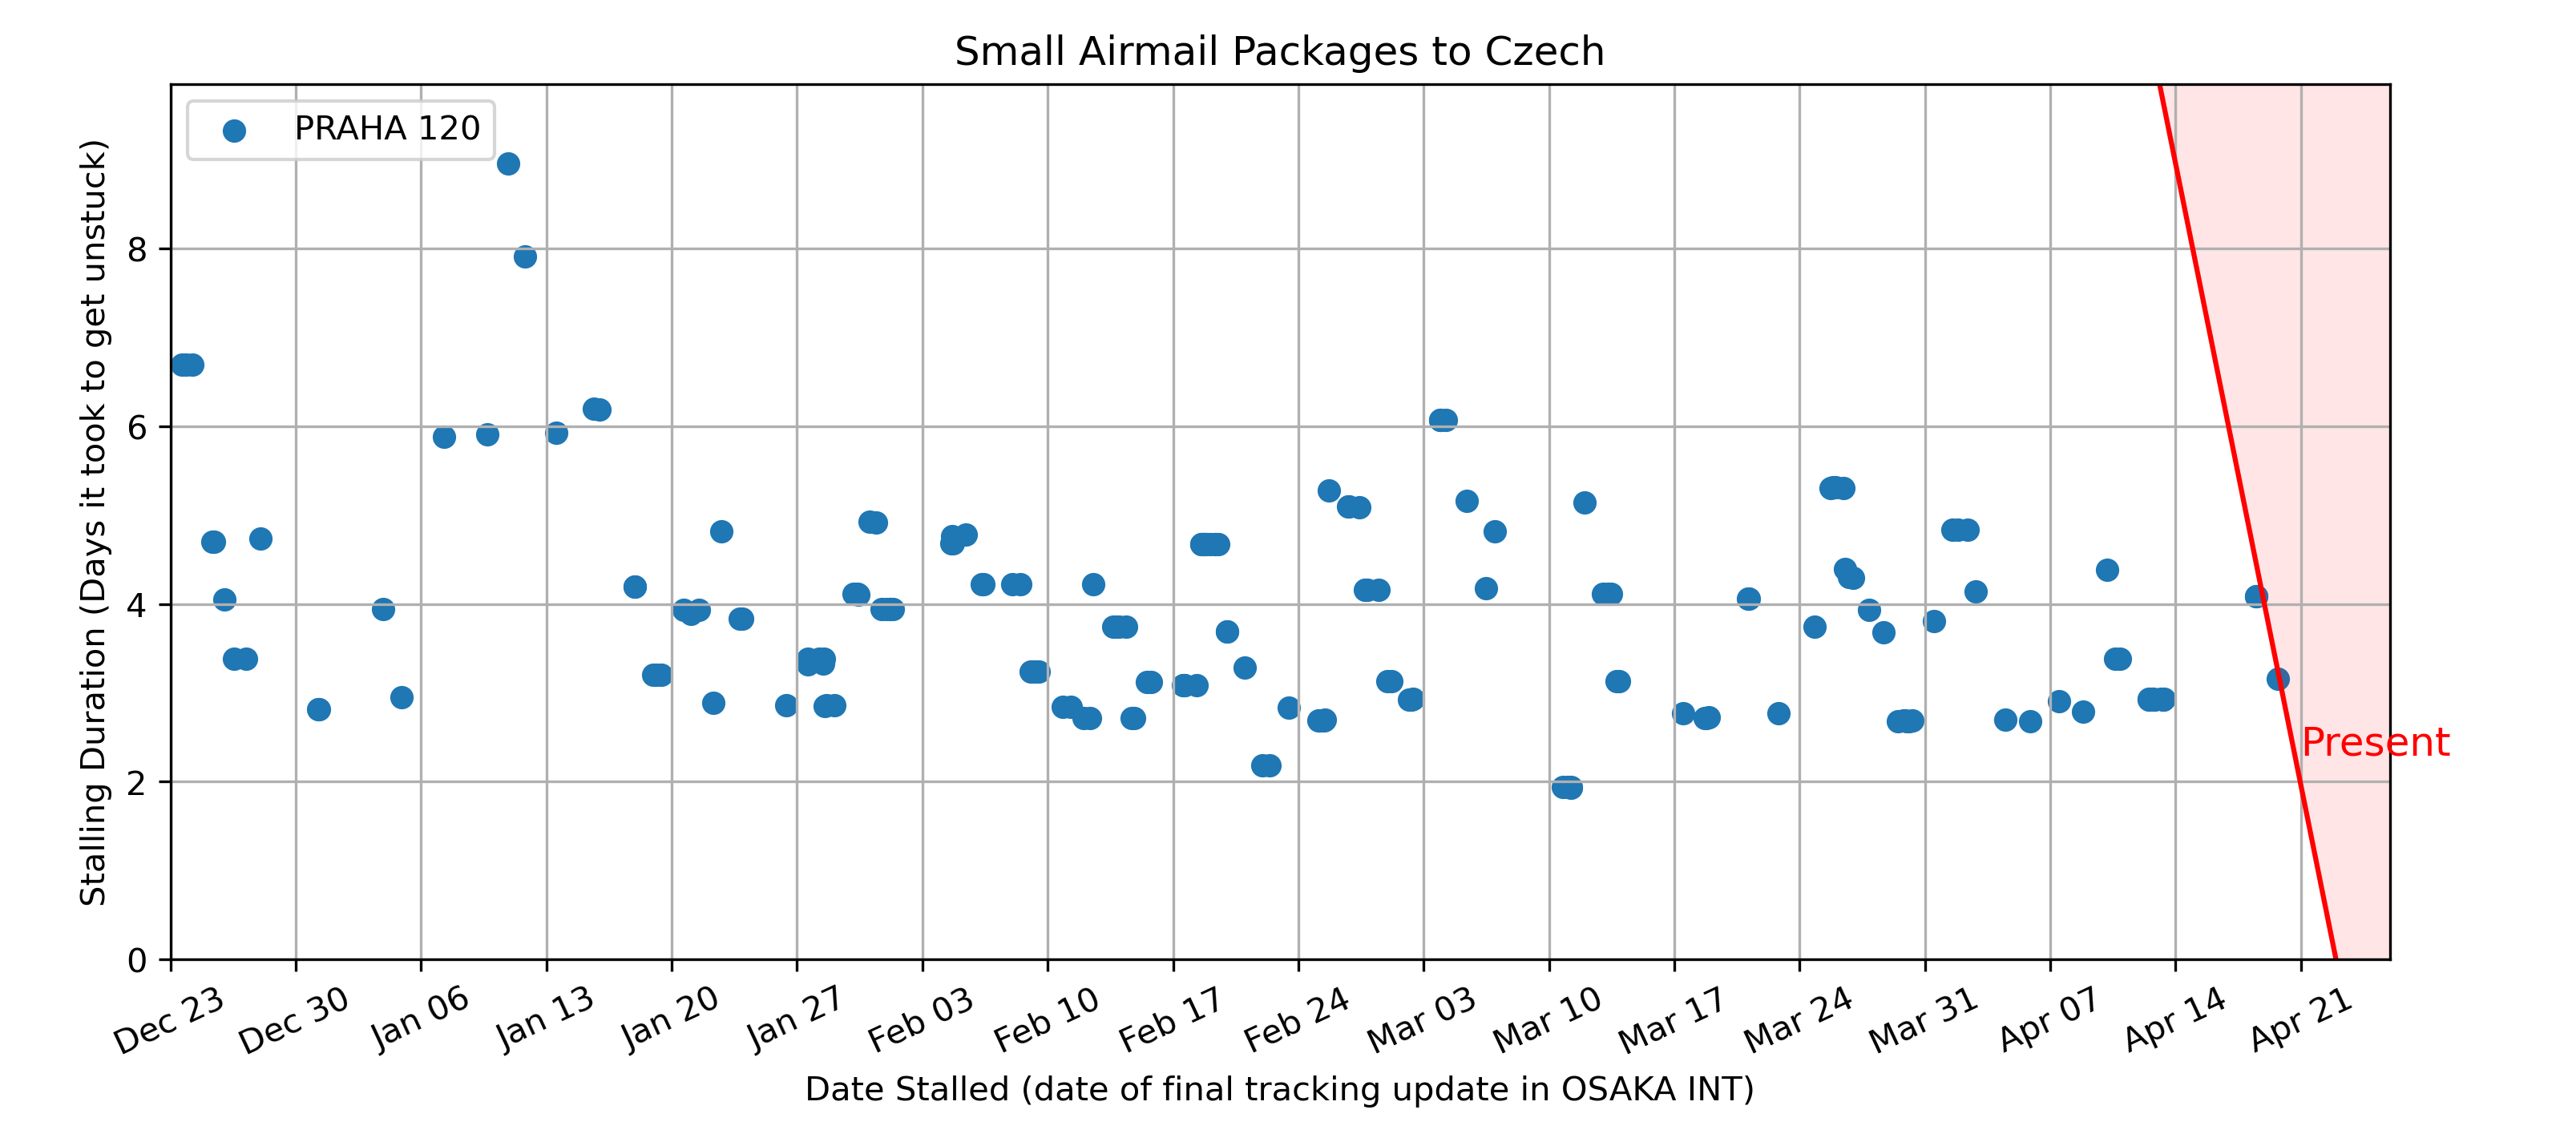 Small Airmail Packages to Czech
PRAHA 120
Stalling Duration (Days it took to get unstuck)
8
6
4
2
0
Present
Dec 23
Dec 30
Jan 06
Jan 13
Jan 20
Jan 27
Feb 03
Feb 10
Feb 17
Feb 24
Mar 03
Mar 10
Mar 17
Mar 24
Mar 31
Apr 07
Apr 14
Apr 21
Date Stalled (date of final tracking update in OSAKA INT)